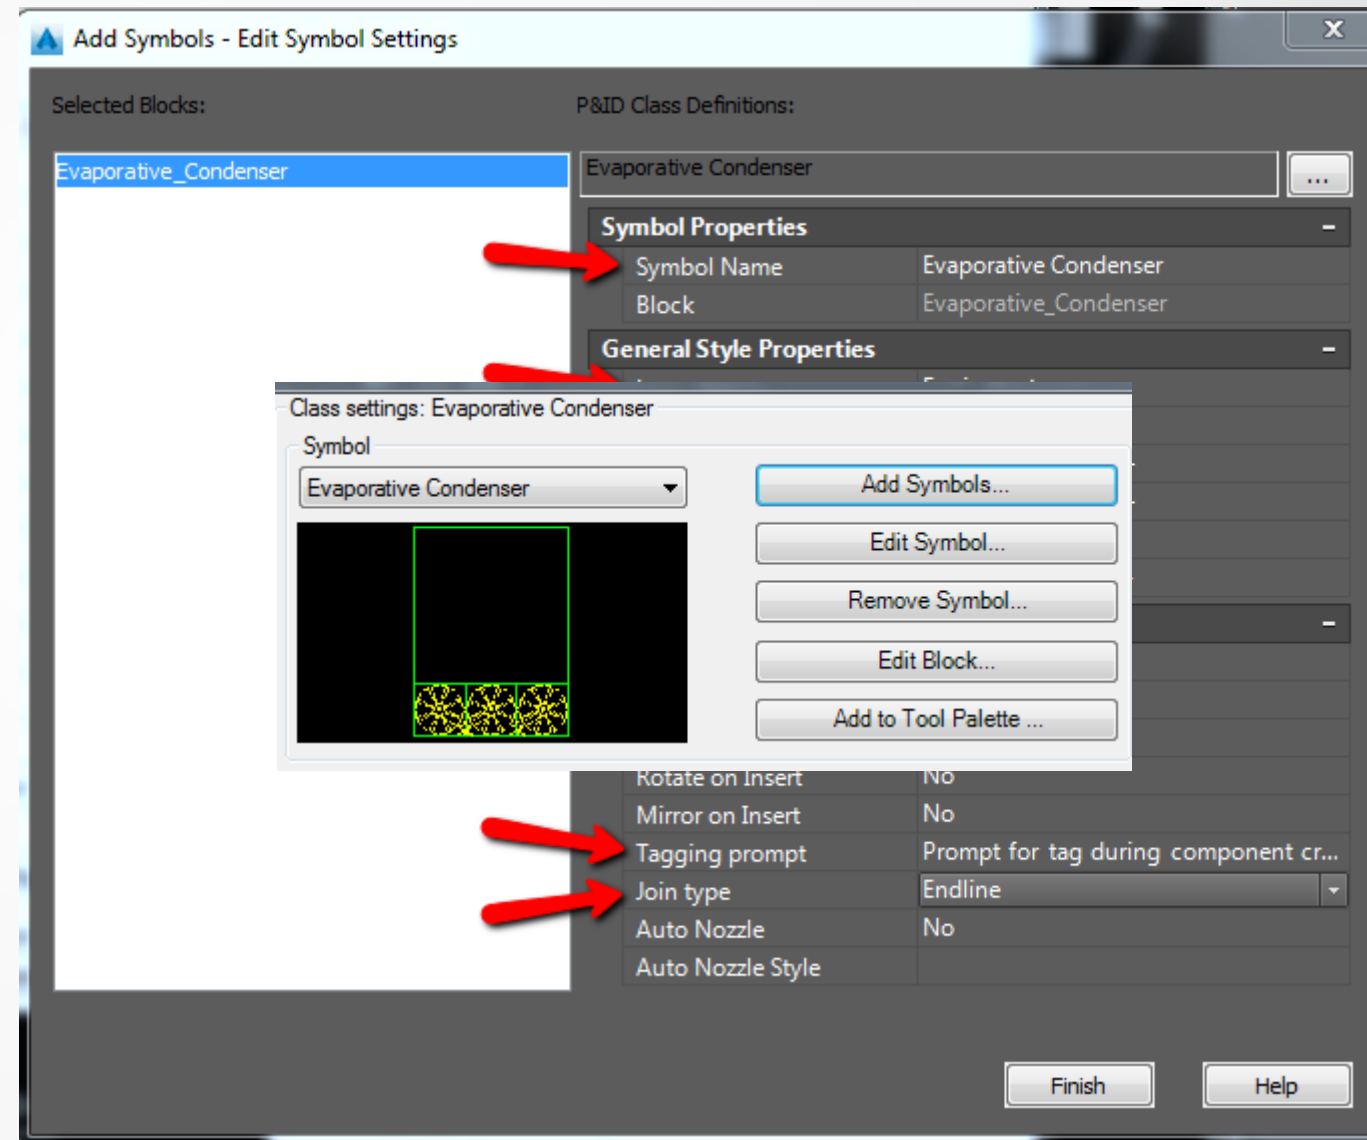 Add Symbols - Edit Symbol Settings
X
Selected Blocks:
P&ID Class Definitions:
Evaporative_Condenser
Evaporative Condenser
...
Symbol Properties
Symbol Name Evaporative Condenser
Block Evaporative_Condenser
General Style Properties
Class settings: Evaporative Condenser
Symbol
Evaporative Condenser
Add Symbols...
Edit Symbol...
Remove Symbol...
Edit Block...
Add to Tool Palette ...
Rotate on Insert No
Mirror on Insert No
Tagging prompt Prompt for tag during component cr...
Join type Endline
Auto Nozzle No
Auto Nozzle Style
Finish
Help